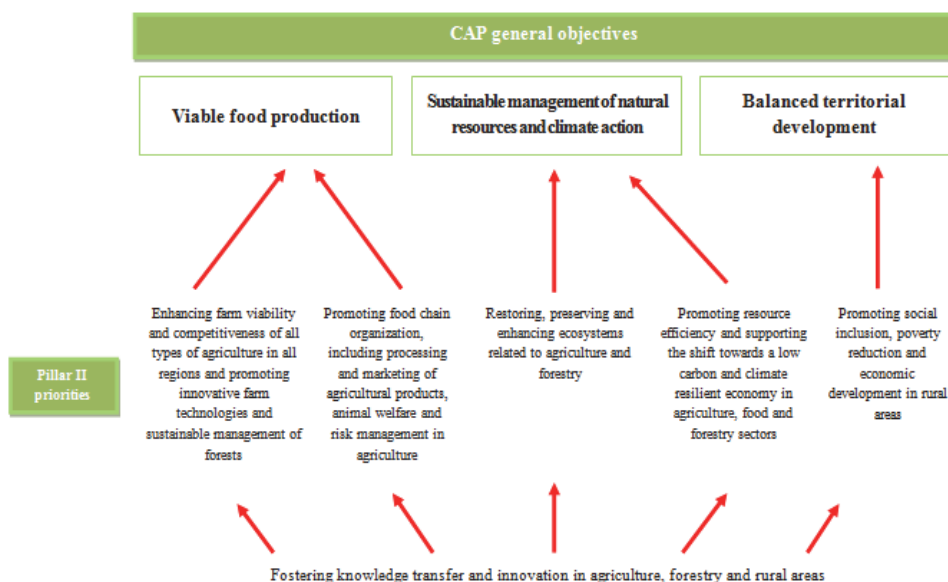 CAP general objectives
Viable food production
Sustainable management of natural
resources and climate action
Balanced territorial
development
Pillar II
priorities
Enhancing farm viability
and competitiveness of all
types of agriculture in all
regions and promoting
innovative farm
technologies and
sustainable management of
forests
Promoting food chain
organization,
including processing
and marketing of
agricultural products,
animal welfare and
risk management in
agriculture
Restoring, preserving and
enhancing ecosystems
related to agriculture and
forestry
Promoting resource
efficiency and supporting
the shift towards a low
carbon and climate
resilient economy in
agriculture, food and
forestry sectors
Promoting social
inclusion, poverty
reduction and
economic
development in rural
areas
Fostering knowledge transfer and innovation in agriculture, forestry and rural areas